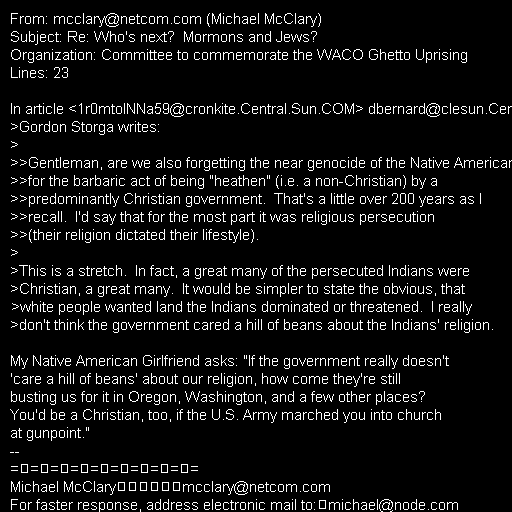 From: mcclary@netcom.com (Michael McClary)
Subject: Re: Who's next?  Mormons and Jews?
Organization: Committee to commemorate the WACO Ghetto Uprising
Lines: 23

In article <1r0mtoINNa59@cronkite.Central.Sun.COM> dbernard@clesun.Cer
>Gordon Storga writes:
>
>>Gentleman, are we also forgetting the near genocide of the Native American
>>for the barbaric act of being "heathen" (i.e. a non-Christian) by a
>>predominantly Christian government.  That's a little over 200 years as I
>>recall.  I'd say that for the most part it was religious persecution
>>(their religion dictated their lifestyle).
>
>This is a stretch.  In fact, a great many of the persecuted Indians were
>Christian, a great many.  It would be simpler to state the obvious, that
>white people wanted land the Indians dominated or threatened.  I really
>don't think the government cared a hill of beans about the Indians' religion.

My Native American Girlfriend asks: "If the government really doesn't
'care a hill of beans' about our religion, how come they're still
busting us for it in Oregon, Washington, and a few other places?
You'd be a Christian, too, if the U.S. Army marched you into church
at gunpoint."
--
=▯=▯=▯=▯=▯=▯=▯=▯=▯=
Michael McClary▯▯▯▯▯▯mcclary@netcom.com
For faster response, address electronic mail to:▯michael@node.com